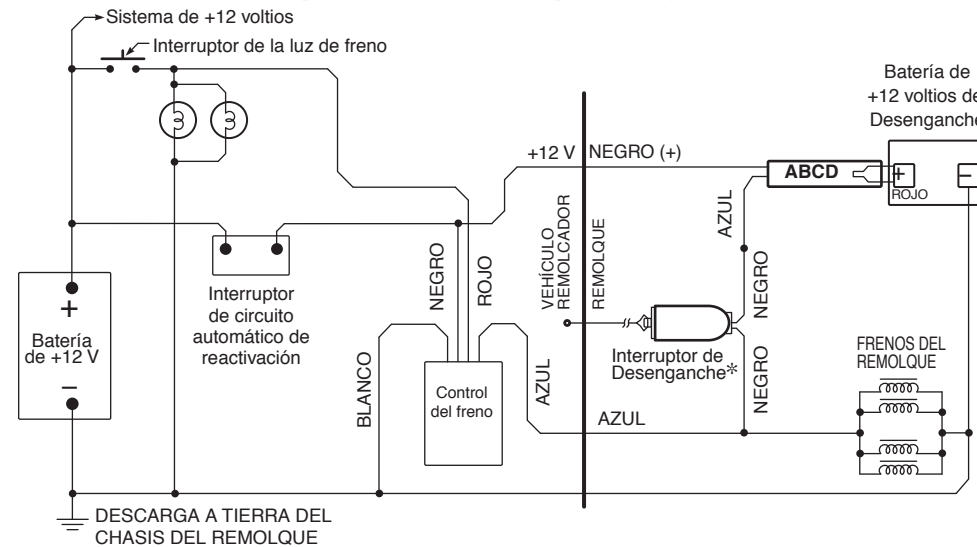 Sistema de +12 voltios
Interruptor de la luz de freno
Batería de
+12 voltios de
Desenganche
+12 V
NEGRO (+)
ABCD
+
−
ROJO
AZUL
VEHÍCULO
REMOLCADOR
REMOLQUE
NEGRO
ROJO
NEGRO
+
Batería
de +12 V
−
Interruptor
de circuito
automático de
reactivación
Interruptor de
Desenganche*
NEGRO
FRENOS DEL
REMOLQUE
BLANCO
Control
del freno
AZUL
AZUL
DESCARGA A TIERRA DEL
CHASIS DEL REMOLQUE